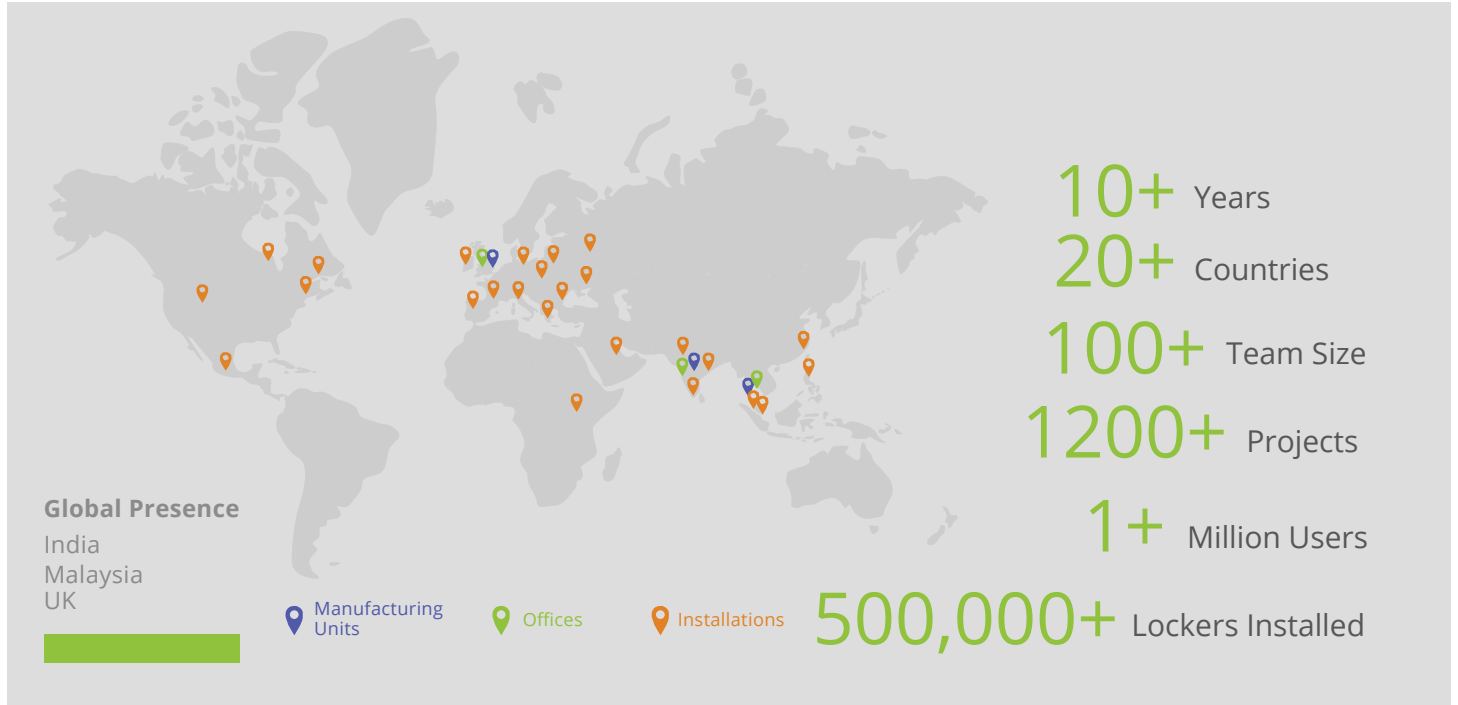 10+ Years
20+ Countries
100+ Team Size
1200+ Projects
1+ Million Users
500,000+ Lockers Installed
Global Presence
India
Malaysia
UK
Manufacturing
Units
Offices
Installations